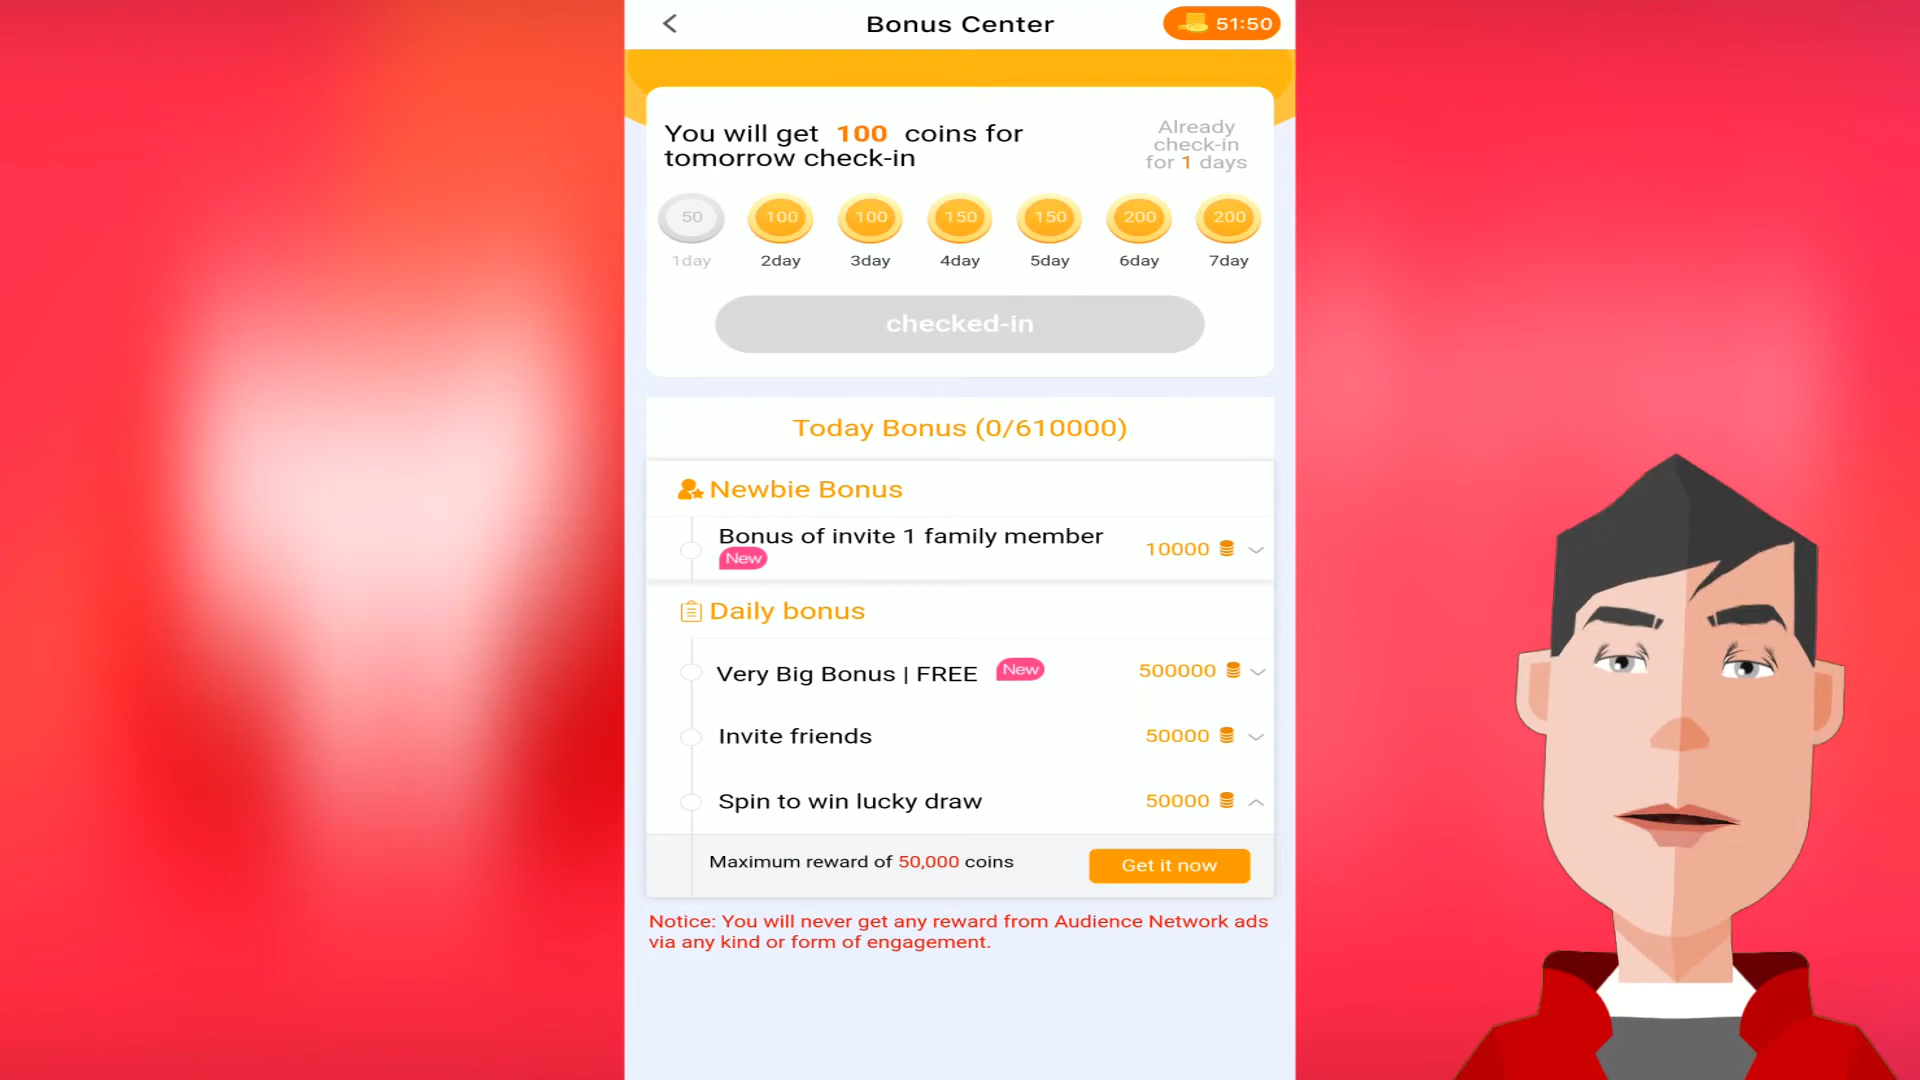 Bonus Center
51:50
You will get 100 coins for
tomorrow check-in
Already
check-in
for 1 days
50 100 100 150 150 200 200
1day 2day 3day 4day 5day 6day 7day
checked-in
Today Bonus (0/610000)
Newbie Bonus
Bonus of invite 1 family member
New
10000
Daily bonus
Very Big Bonus | FREE New 500000
Invite friends 50000
Spin to win lucky draw 50000
Maximum reward of 50,000 coins Get it now
Notice: You will never get any reward from Audience Network ads
via any kind or form of engagement.